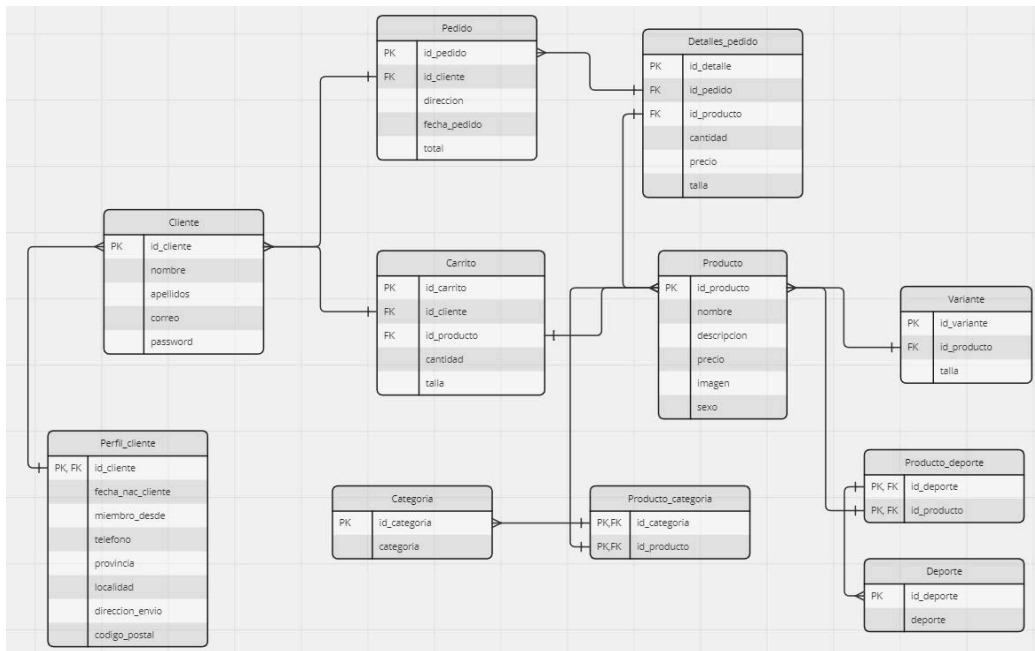 Pedido
PK id_pedido
FK id_cliente
direccion
fecha_pedido
total
Detalles_pedido
PK id_detalle
FK id_pedido
FK id_producto
cantidad
precio
talla
Cliente
PK id_cliente
nombre
apellidos
correo
password
Carrito
PK id_carrito
FK id_cliente
FK id_producto
cantidad
talla
Producto
PK id_producto
nombre
descripcion
precio
imagen
sexo
Variante
PK id_variante
FK id_producto
talla
Perfil_cliente
PK, FK id_cliente
fecha_nac_cliente
miembro_desde
telefono
provincia
localidad
direccion_envio
codigo_postal
Categoria
PK id_categoria
categoria
Producto_categoria
PK,FK id_categoria
PK,FK id_producto
Producto_deporte
PK, FK id_deporte
PK, FK id_producto
Deporte
PK id_deporte
deporte